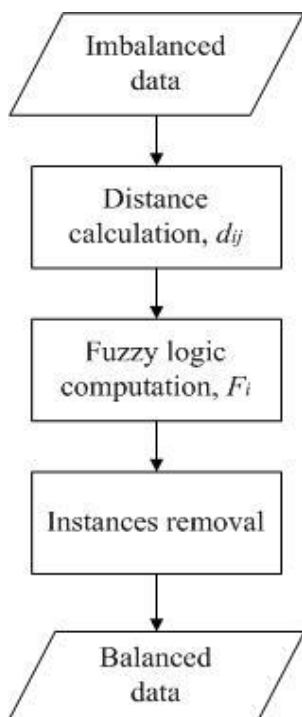 Imbalanced
data
Distance
calculation, dij
Fuzzy logic
computation, Fi
Instances removal
Balanced
data